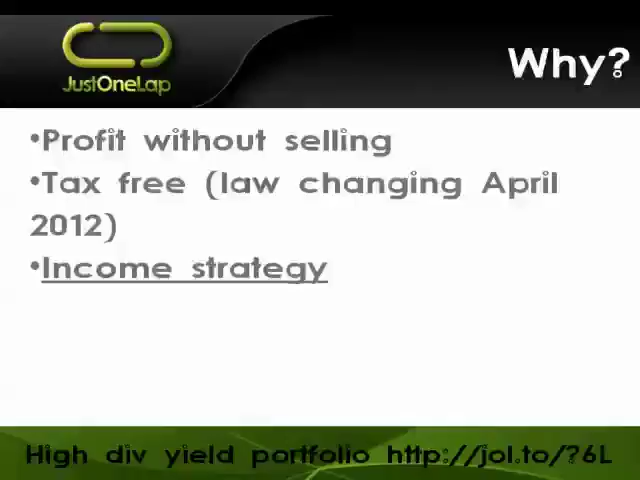 JustOneLap
Why?
•Profit without selling
•Tax free (law changing April
2012)
•Income strategy
High div yield portfolio http://jol.to/?6L